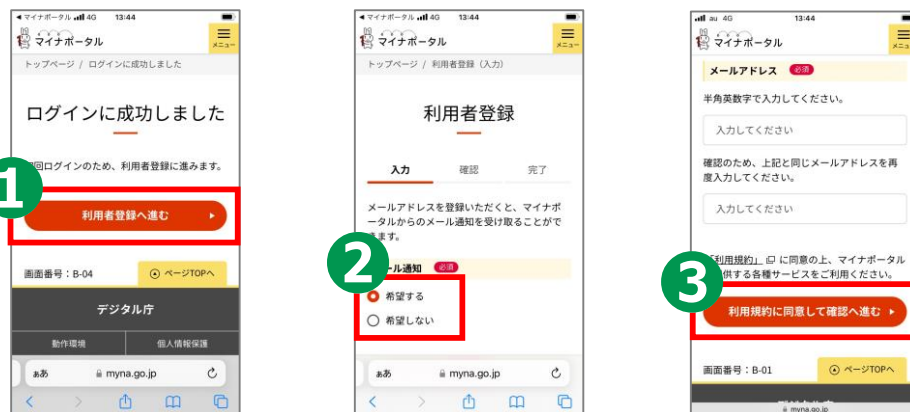 マイナポータル 4G 13:44
マイナポータル
メニュー
トップページ / ログインに成功しました
ログインに成功しました
回ログインのため、利用者登録に進みます。
1
利用者登録へ進む
画面番号：B-04
ページTOPへ
デジタル庁
動作環境
個人情報保護
ぁあ
myna.go.jp
マイナポータル 4G 13:44
マイナポータル
メニュー
トップページ / 利用者登録（入力）
利用者登録
入力 確認 完了
メールアドレスを登録いただくと、マイナポ
ータルからのメール通知を受け取ることがで
きます。
2
ール通知 必須
希望する
希望しない
ぁあ
myna.go.jp
au 4G 13:44
マイナポータル
メニュー
メールアドレス 必須
半角英数字で入力してください。
入力してください
確認のため、上記と同じメールアドレスを再
度入力してください。
入力してください
「利用規約」 に同意の上、マイナポータル
供する各種サービスをご利用ください。
3
利用規約に同意して確認へ進む
画面番号：B-01
ページTOPへ
myna.go.jp